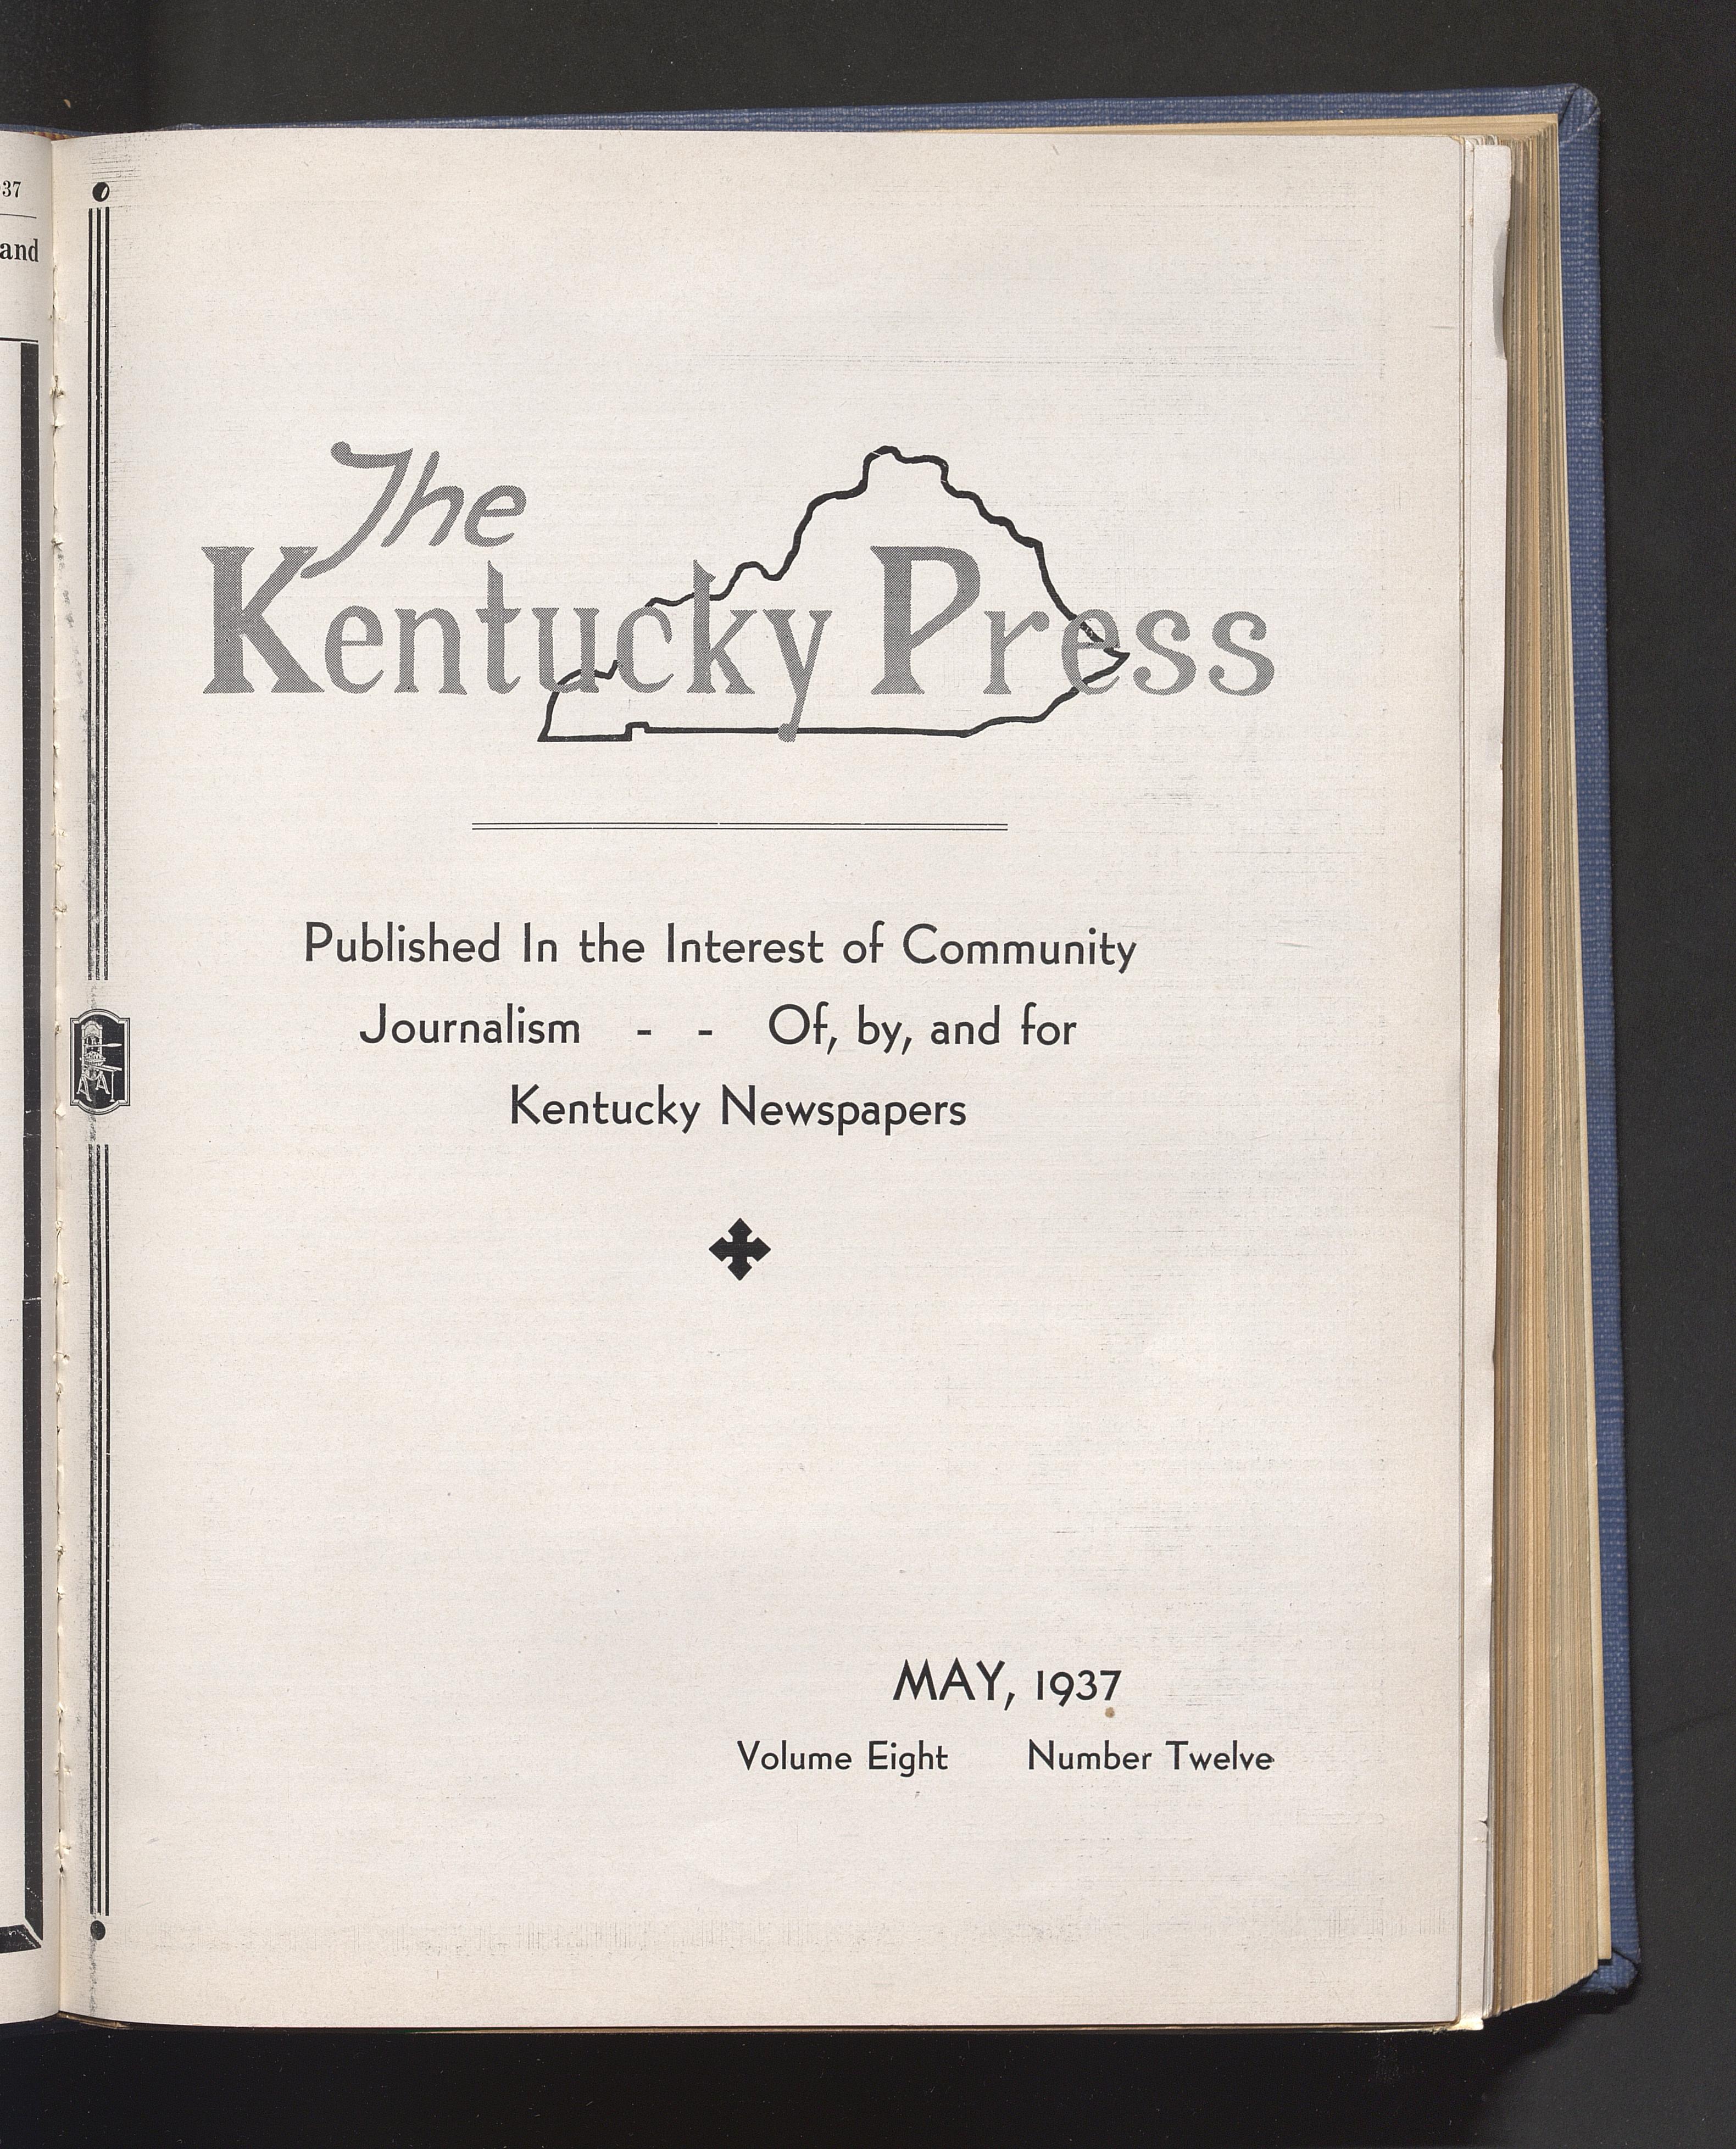 37
and
The
Kentucky Press
Published In the Interest of Community
Journalism - - Of, by, and for
Kentucky Newspapers
MAY, 1937
Volume Eight Number Twelve